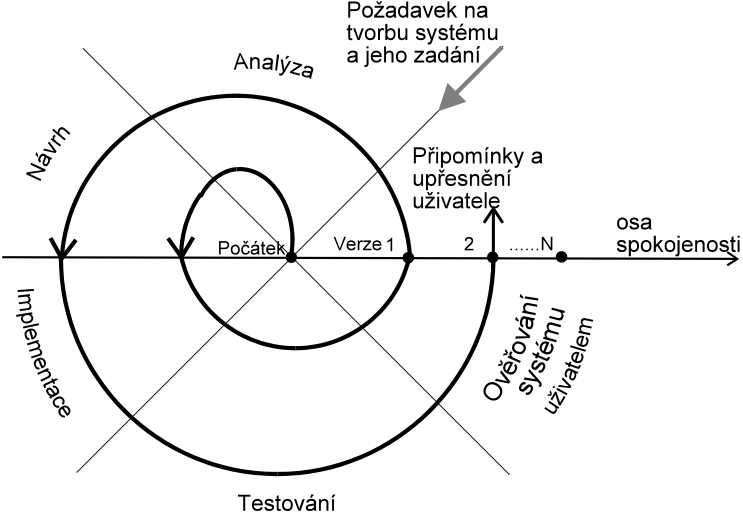 Požadavek na
tvorbu systému
a jeho zadání
Analýza
Návrh
Připomínky a
upřesnění
uživatele
osa
spokojenosti
Počátek
Verze 1
2
......N
Implementace
Ověřování
systému
uživatelem
Testování